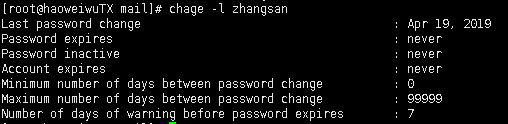 [root@haoweiwuTX mail]# chage -l zhangsan
Last password change : Apr 19, 2019
Password expires : never
Password inactive : never
Account expires : never
Minimum number of days between password change : 0
Maximum number of days between password change : 99999
Number of days of warning before password expires : 7